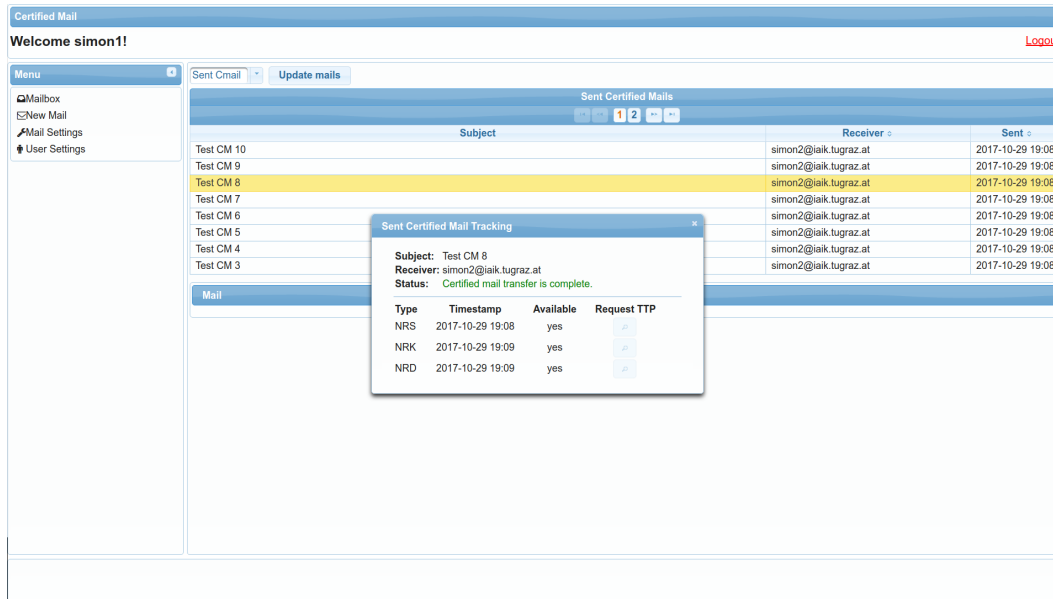 Certified Mail
Welcome simon1!
Logou
Menu
Mailbox
New Mail
Mail Settings
User Settings
Sent Cmail
Update mails
Sent Certified Mails
1 2
Subject Receiver Sent
Test CM 10 simon2@iaik.tugraz.at 2017-10-29 19:08
Test CM 9 simon2@iaik.tugraz.at 2017-10-29 19:08
Test CM 8 simon2@iaik.tugraz.at 2017-10-29 19:08
Test CM 7 simon2@iaik.tugraz.at 2017-10-29 19:08
Test CM 6 simon2@iaik.tugraz.at 2017-10-29 19:08
Test CM 5 simon2@iaik.tugraz.at 2017-10-29 19:08
Test CM 4 simon2@iaik.tugraz.at 2017-10-29 19:08
Test CM 3 simon2@iaik.tugraz.at 2017-10-29 19:08
Mail
Sent Certified Mail Tracking
Subject: Test CM 8
Receiver: simon2@iaik.tugraz.at
Status: Certified mail transfer is complete.
Type Timestamp Available Request TTP
NRS 2017-10-29 19:08 yes
NRK 2017-10-29 19:09 yes
NRD 2017-10-29 19:09 yes